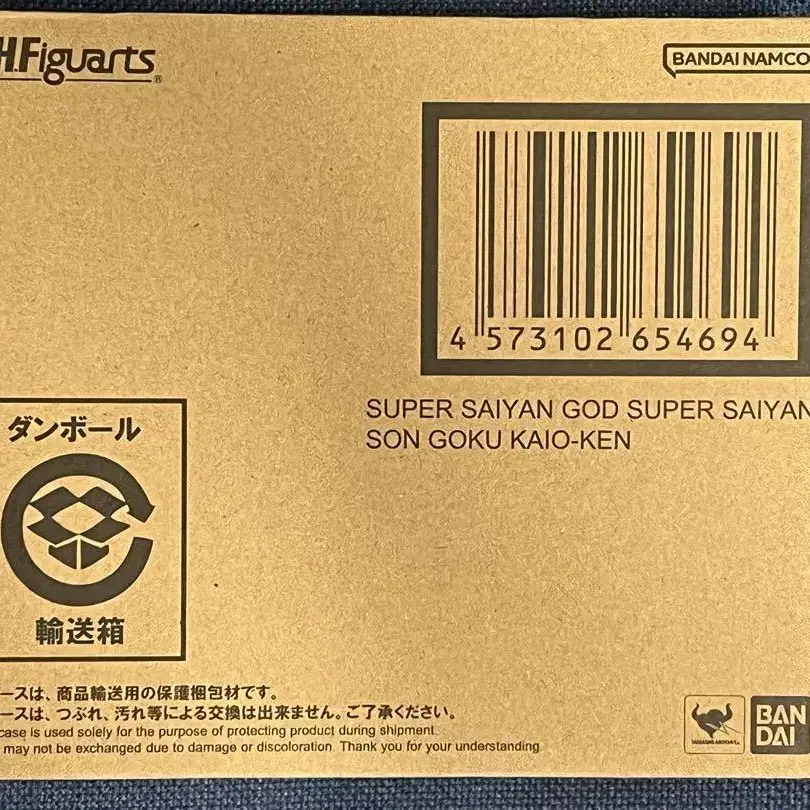 H.Figuarts®
BANDAI NAMCO
4 573102 654694
SUPER SAIYAN GOD SUPER SAIYAN
SON GOKU KAIO-KEN
ダンボール
輸送箱
ースは、商品輸送用の保護梱包材です。
ースは、つぶれ、汚れ等による交換は出来ません。ご了承ください。
case is used solely for the purpose of protecting product during shipment.
may not be exchanged due to damage or discoloration. Thank you for your understanding
TAMASHII NATIONS
BAN
DAI